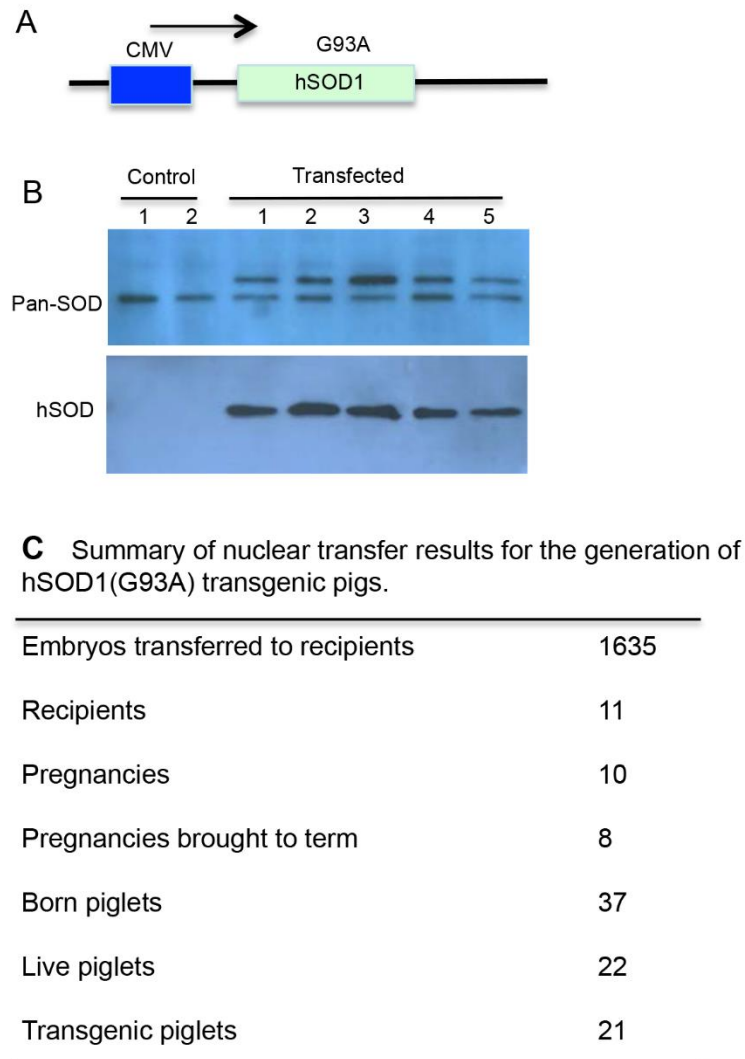 A
CMV
G93A
hSOD1
B
Control
Transfected
1 2 1 2 3 4 5
Pan-SOD
hSOD
C Summary of nuclear transfer results for the generation of
hSOD1(G93A) transgenic pigs.
Embryos transferred to recipients 1635
Recipients 11
Pregnancies 10
Pregnancies brought to term 8
Born piglets 37
Live piglets 22
Transgenic piglets 21